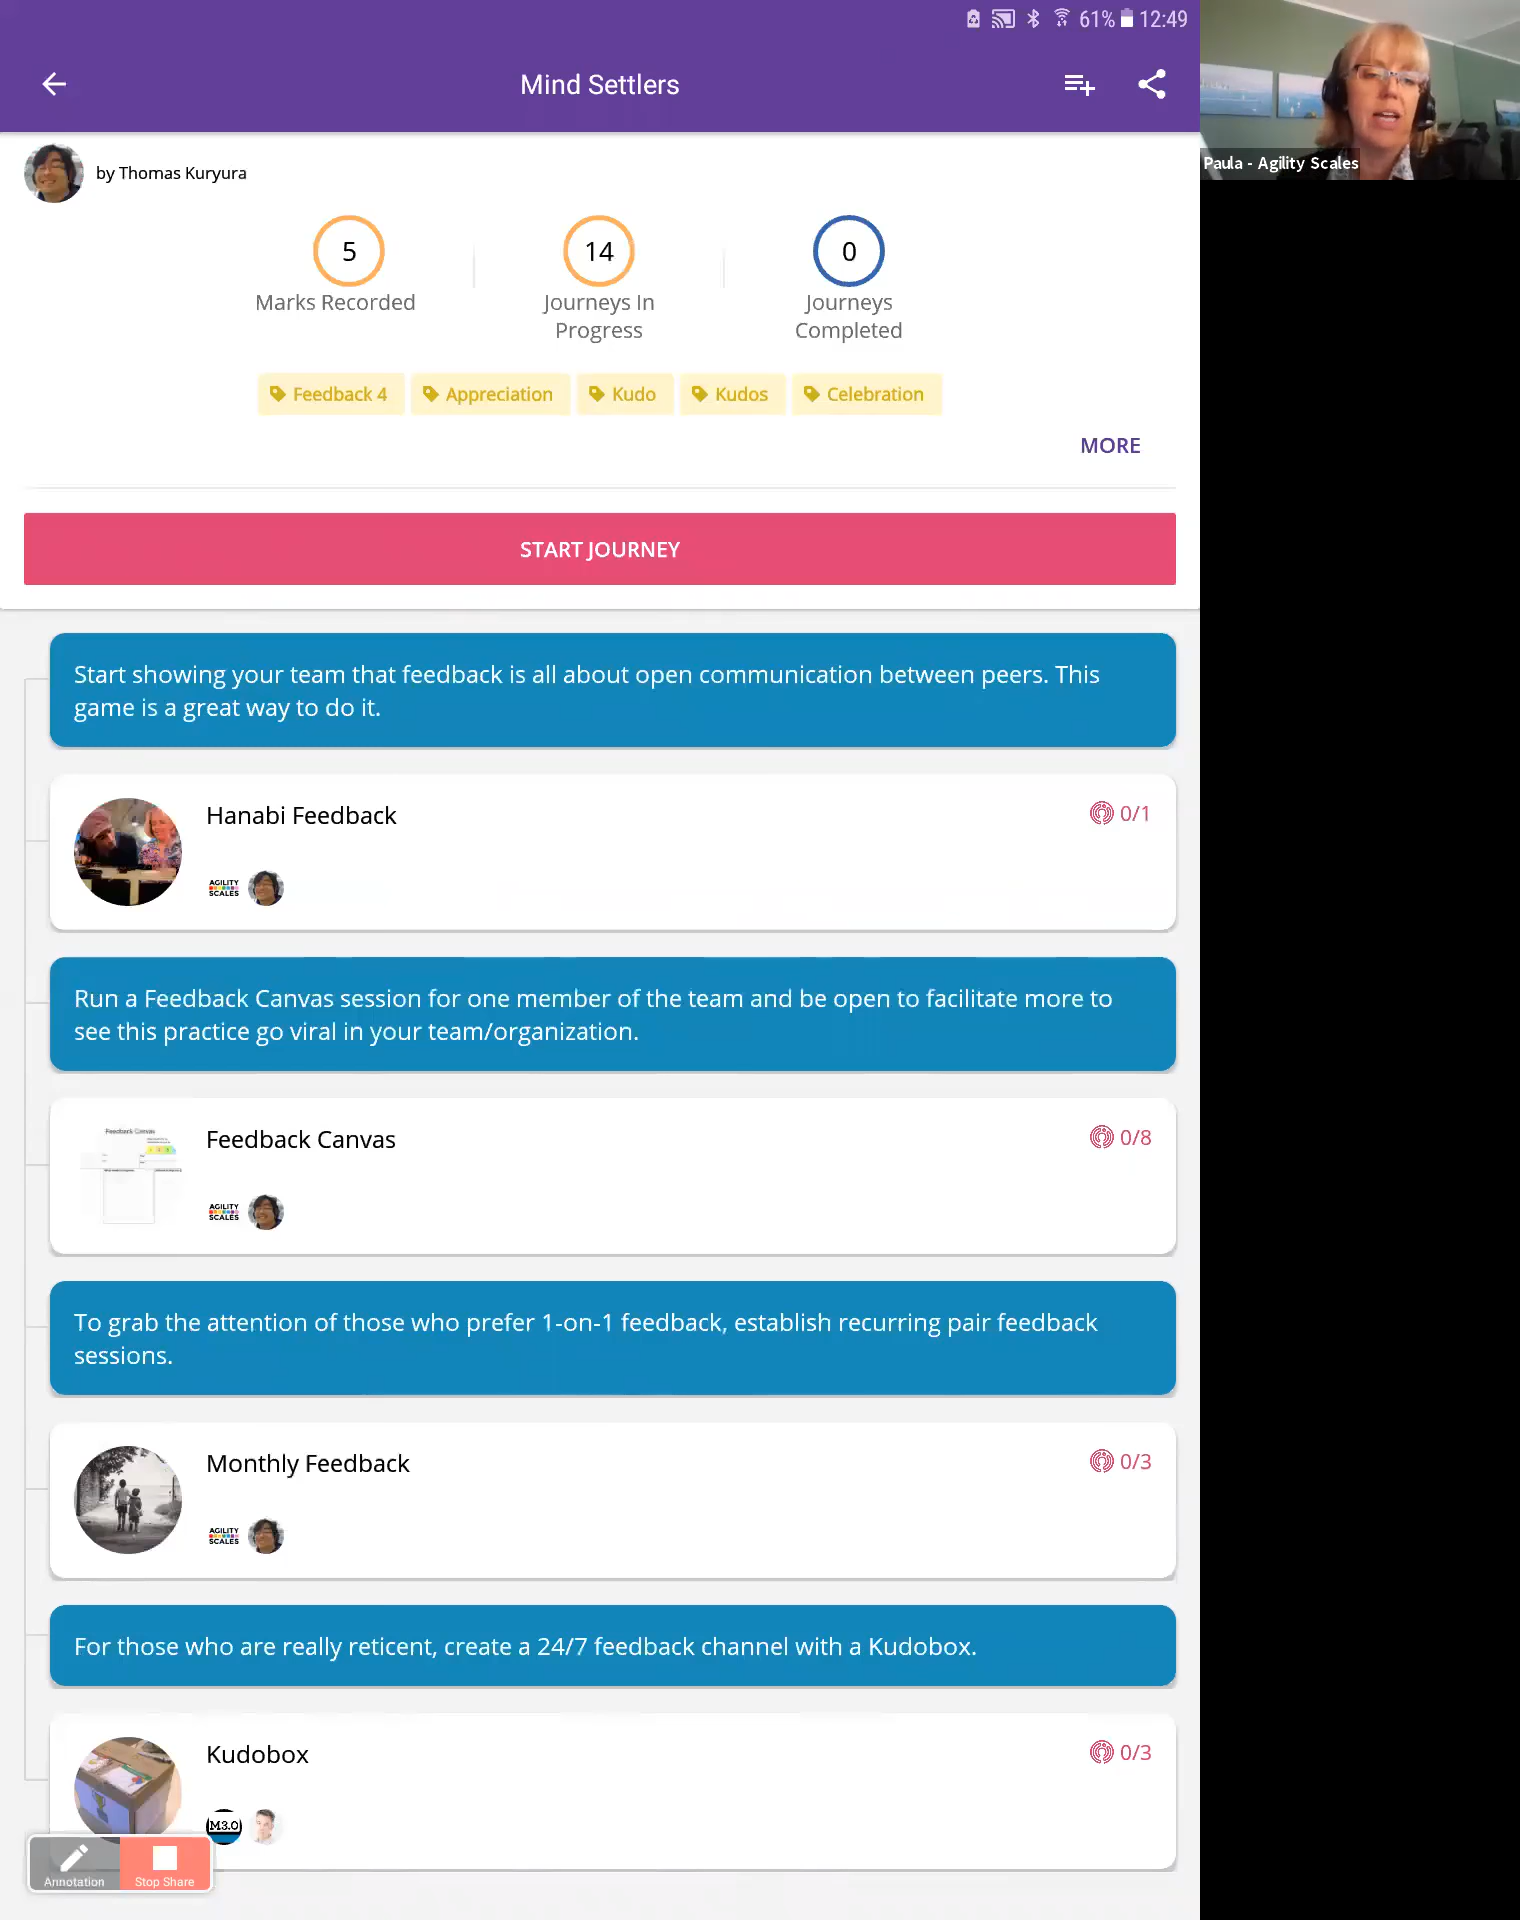 61% 12:49
Mind Settlers
Paula - Agility Scales
by Thomas Kuryura
5
14
0
Marks Recorded
Journeys In
Progress
Journeys
Completed
Feedback 4
Appreciation
Kudo
Kudos
Celebration
MORE
START JOURNEY
Start showing your team that feedback is all about open communication between peers. This
game is a great way to do it.
Hanabi Feedback
0/1
AGILITY
SCALES
Run a Feedback Canvas session for one member of the team and be open to facilitate more to
see this practice go viral in your team/organization.
Feedback Canvas
Feedback Canvas
0/8
AGILITY
SCALES
To grab the attention of those who prefer 1-on-1 feedback, establish recurring pair feedback
sessions.
Monthly Feedback
0/3
AGILITY
SCALES
For those who are really reticent, create a 24/7 feedback channel with a Kudobox.
Kudobox
0/3
M3.0
Annotation
Stop Share